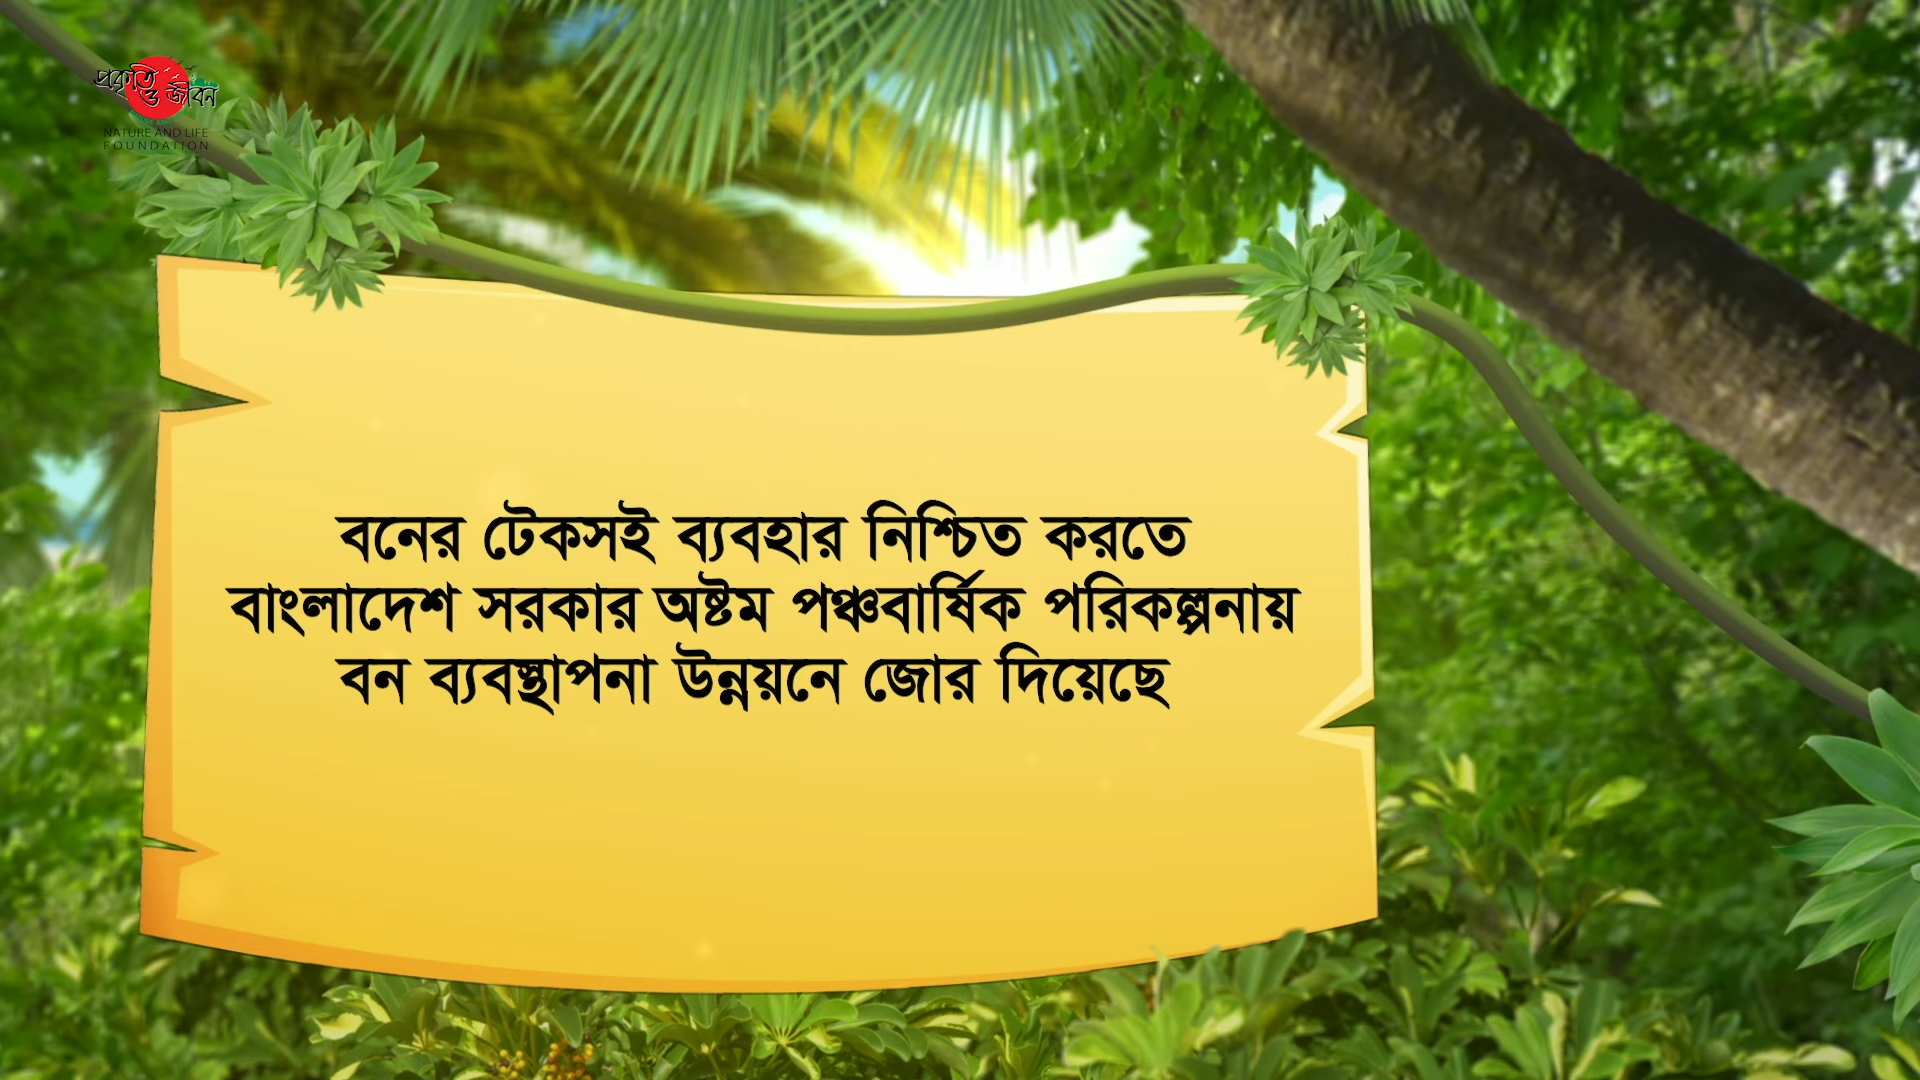 প্রকৃতি ও জীবন
NATURE AND LIFE
FOUNDATION
বনের টেকসই ব্যবহার নিশ্চিত করতে
বাংলাদেশ সরকার অষ্টম পঞ্চবার্ষিক পরিকল্পনায়
বন ব্যবস্থাপনা উন্নয়নে জোর দিয়েছে